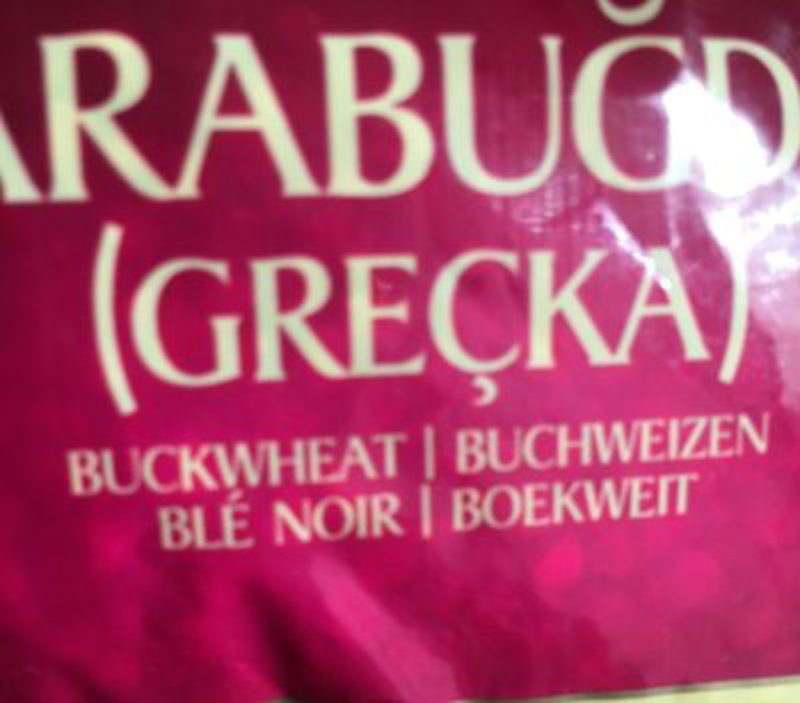 ARABUĞD
(GREÇKA)
BUCKWHEAT | BUCHWEIZEN
BLÉ NOIR | BOEKWEIT